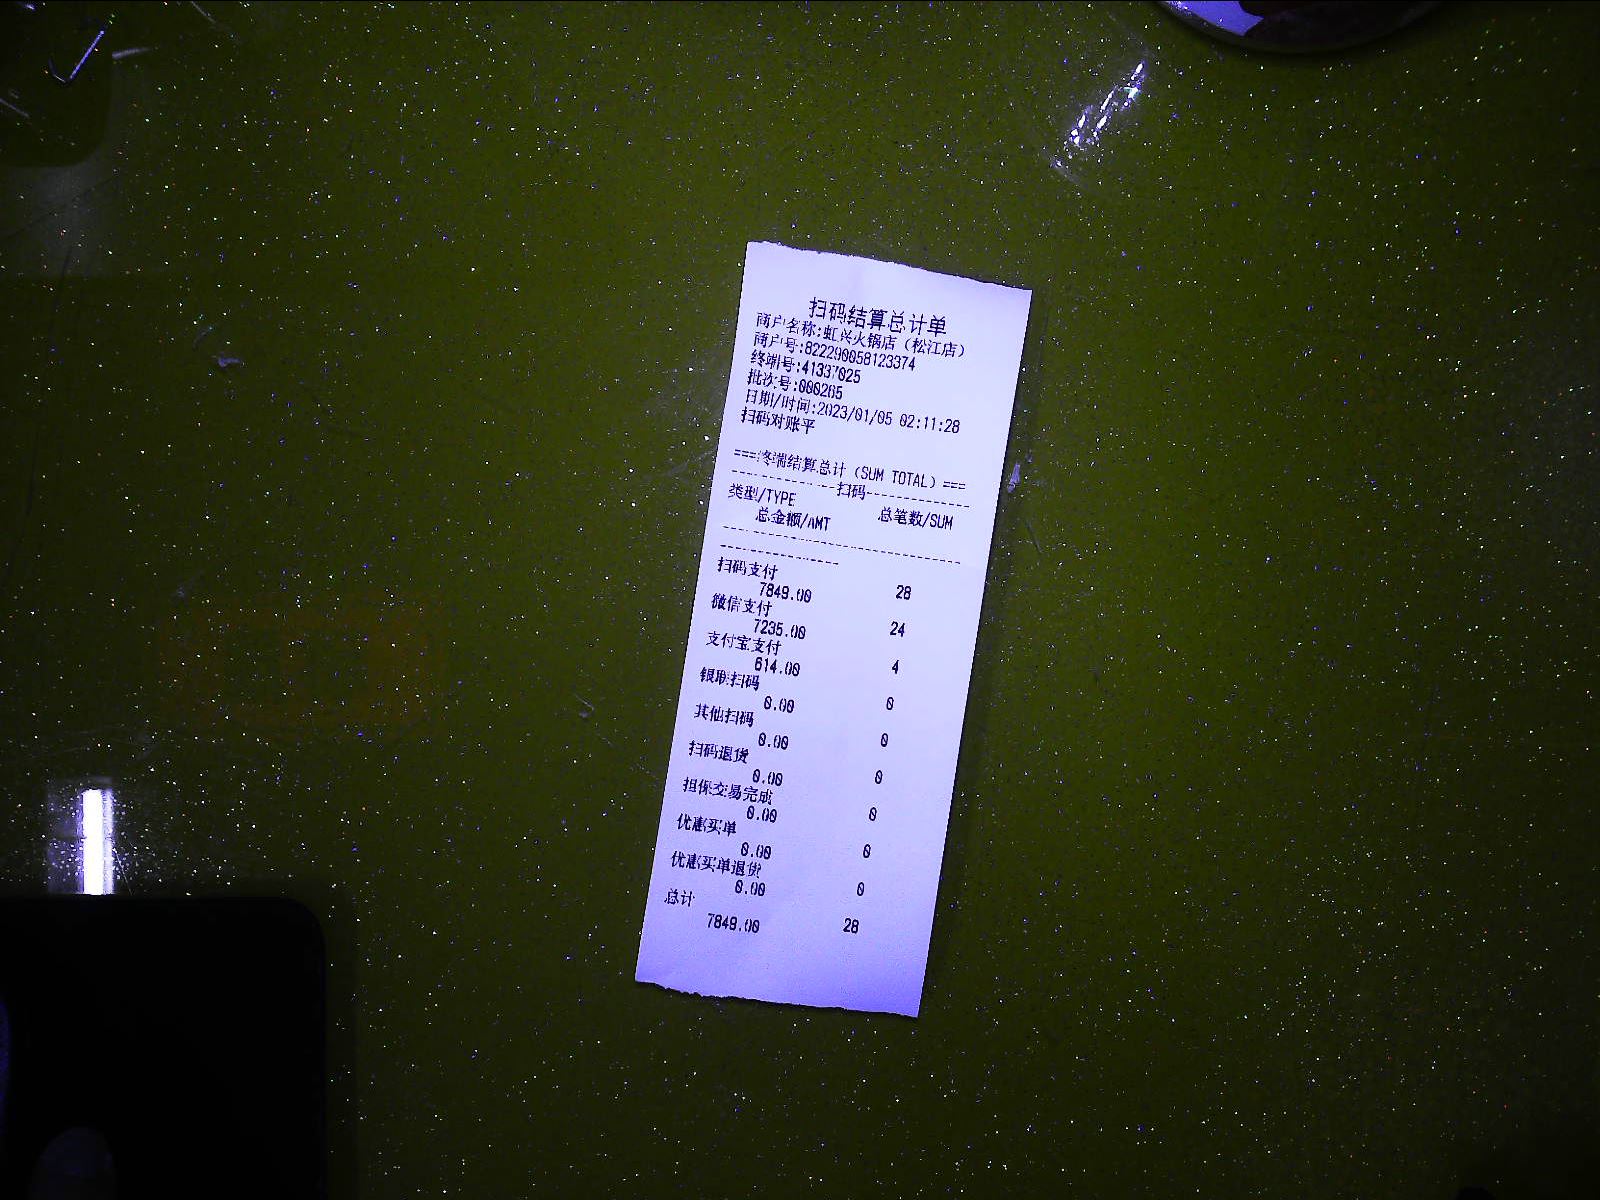 扫码结算总计单
商户名称:虹兴火锅店（松江店）
商户号:822290058123374
终端号:41337025
批次号:000265
日期/时间:2023/01/05 02:11:28
扫码对账平
===终端结算总计（SUM TOTAL）===
-------------扫码-------------
类型/TYPE 总笔数/SUM
总金额/AMT
------------------------------
---------------
扫码支付
7849.00 28
微信支付
7235.00 24
支付宝支付
614.00 4
银联扫码
0.00 0
其他扫码
0.00 0
扫码退货
0.00 0
担保交易完成
0.00 0
优惠买单
0.00 0
优惠买单退货
0.00 0
总计
7849.00 28